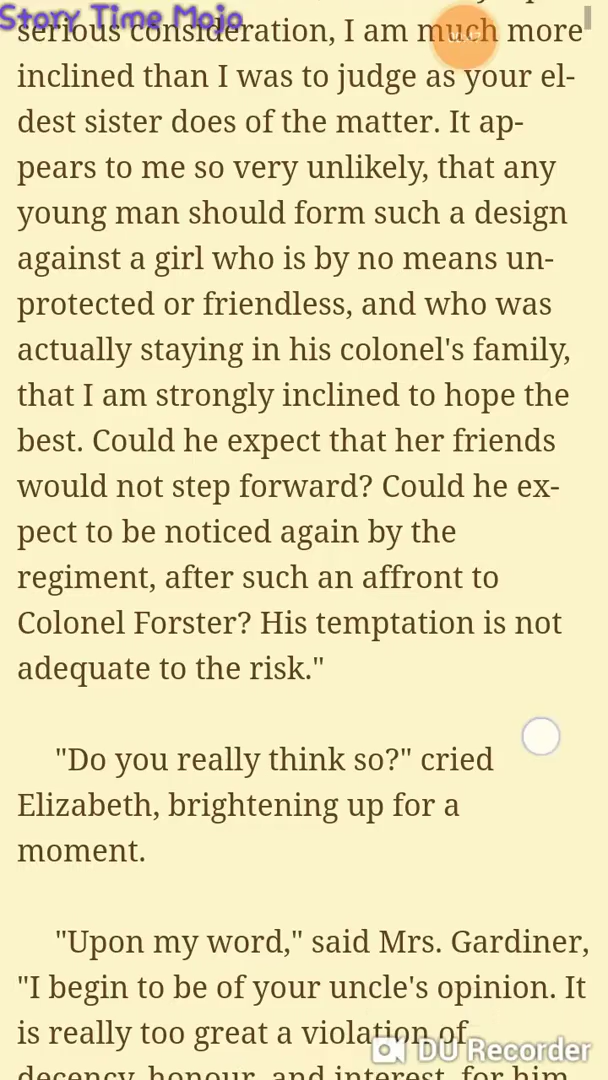 Story Time Mojo
serious consideration, I am much more
inclined than I was to judge as your el-
dest sister does of the matter. It ap-
pears to me so very unlikely, that any
young man should form such a design
against a girl who is by no means un-
protected or friendless, and who was
actually staying in his colonel's family,
that I am strongly inclined to hope the
best. Could he expect that her friends
would not step forward? Could he ex-
pect to be noticed again by the
regiment, after such an affront to
Colonel Forster? His temptation is not
adequate to the risk."
"Do you really think so?" cried
Elizabeth, brightening up for a
moment.
"Upon my word," said Mrs. Gardiner,
"I begin to be of your uncle's opinion. It
is really too great a violation of
DU Recorder
decency, honour, and interest, for him